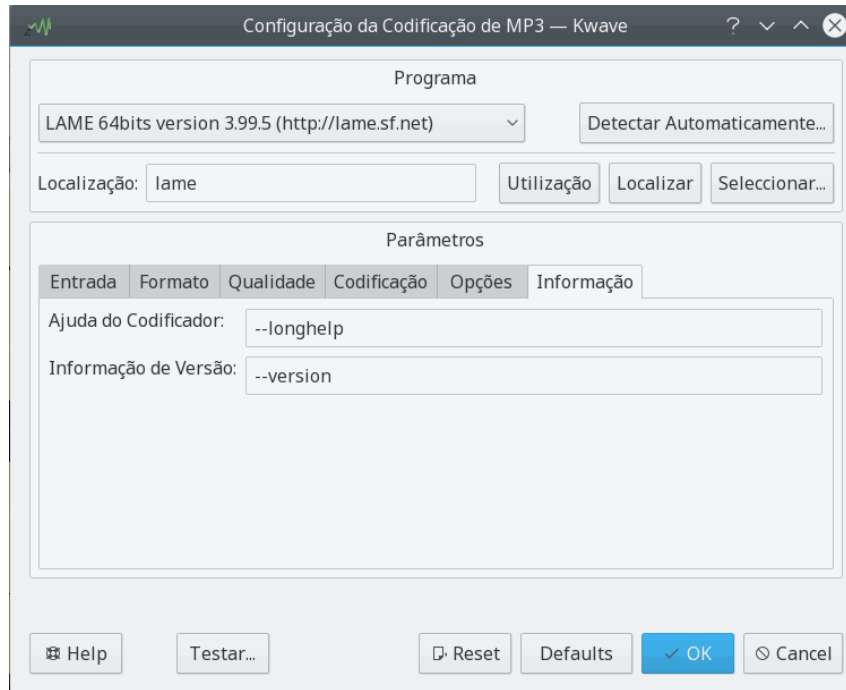 Configuração da Codificação de MP3 — Kwave
Programa
LAME 64bits version 3.99.5 (http://lame.sf.net)
Detectar Automaticamente...
Localização:
lame
Utilização
Localizar
Seleccionar...
Parâmetros
Entrada
Formato
Qualidade
Codificação
Opções
Informação
Ajuda do Codificador:
--longhelp
Informação de Versão:
--version
Help
Testar...
Reset
Defaults
OK
Cancel